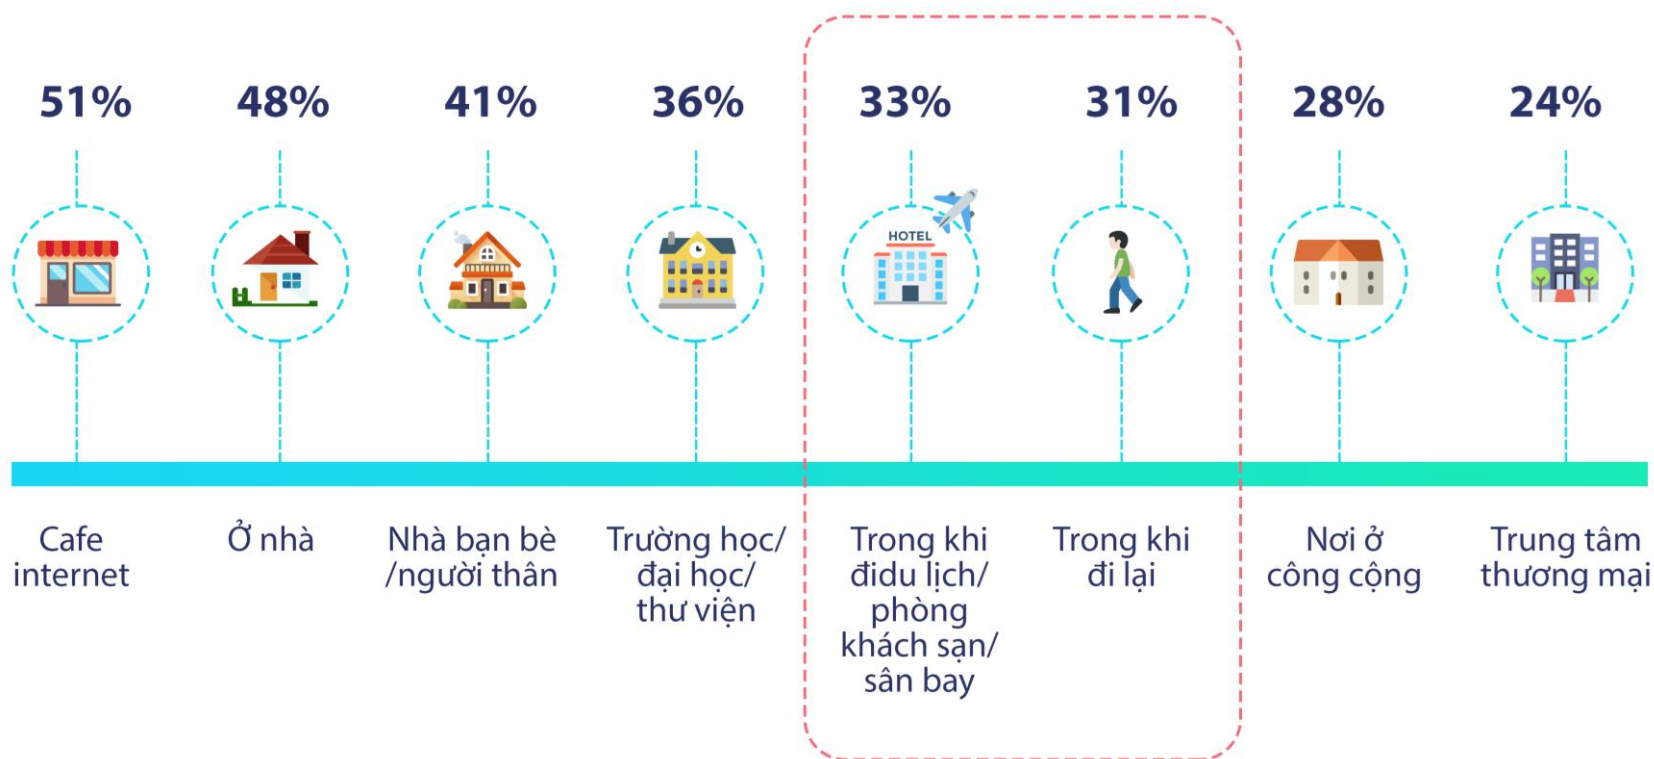 51%
48%
41%
36%
33%
31%
28%
24%
HOTEL
Cafe
internet
Ở nhà
Nhà bạn bè
/người thân
Trường học/
đại học/
thư viện
Trong khi
đidu lịch/
phòng
khách sạn/
sân bay
Trong khi
đi lại
Nơi ở
công cộng
Trung tâm
thương mại